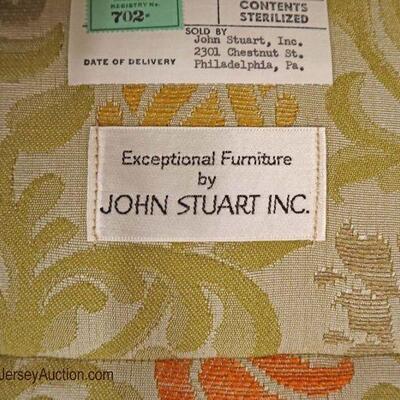 REGISTRY No.
702-
CONTENTS
STERILIZED
SOLD BY
John Stuart, Inc.
2301 Chestnut St.
Philadelphia, Pa.
DATE OF DELIVERY
Exceptional Furniture
by
JOHN STUART INC.
JerseyAuction.com